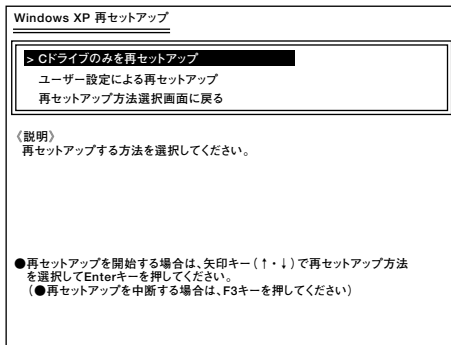 Windows XP 再セットアップ
> Cドライブのみを再セットアップ
ユーザー設定による再セットアップ
再セットアップ方法選択画面に戻る
《説明》
再セットアップする方法を選択してください。
●再セットアップを開始する場合は、矢印キー(↑・↓)で再セットアップ方法
を選択してEnterキーを押してください。
(●再セットアップを中断する場合は、F3キーを押してください)